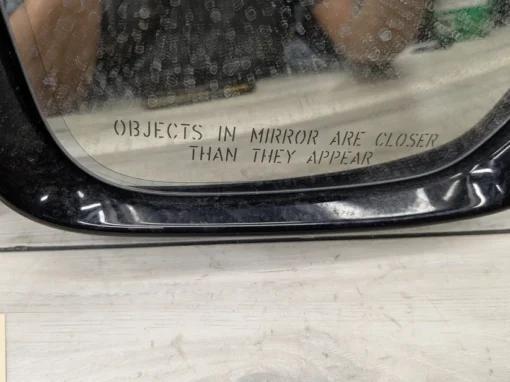 OBJECTS IN MIRROR ARE CLOSER
THAN THEY APPEAR